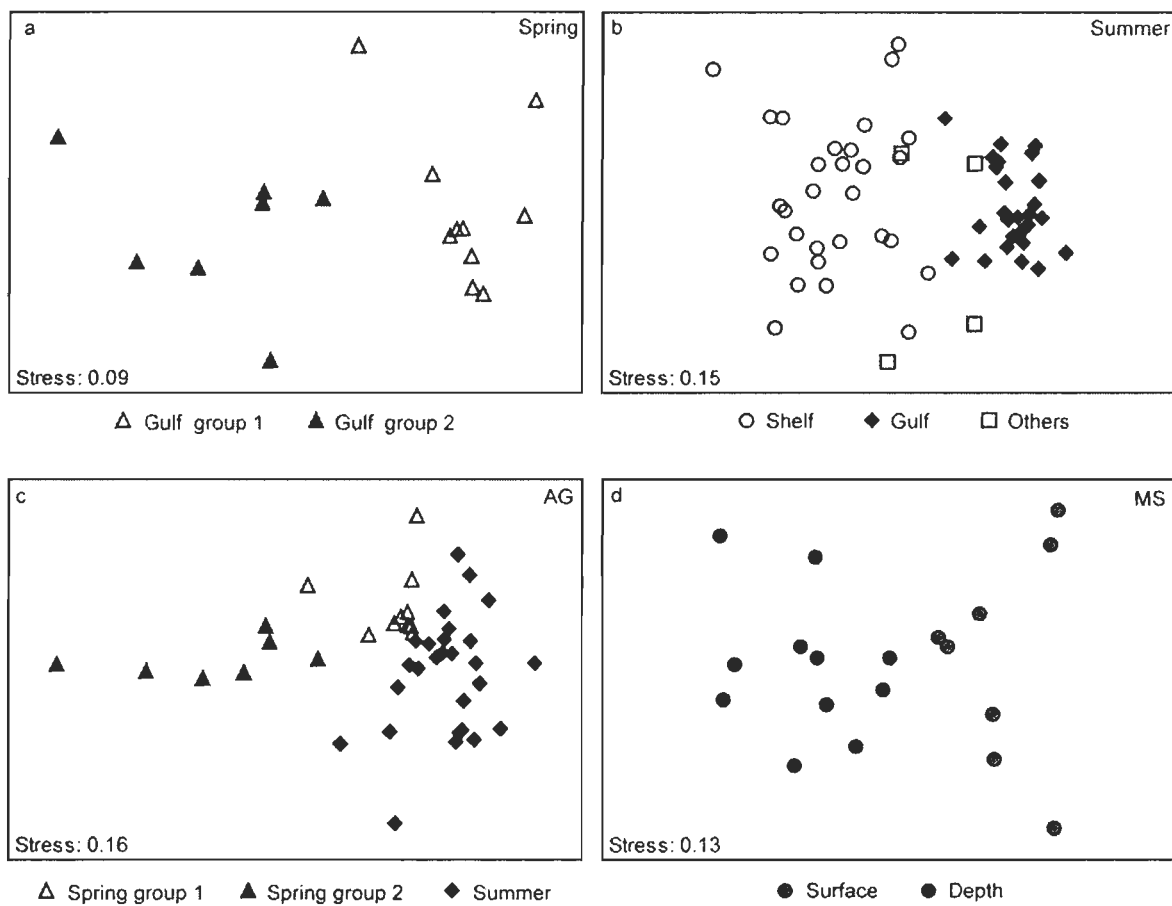 a Spring
Stress: 0.09
Gulf group 1 Gulf group 2
b Summer
Stress: 0.15
Shelf Gulf Others
c AG
Stress: 0.16
Spring group 1 Spring group 2 Summer
d MS
Stress: 0.13
Surface Depth